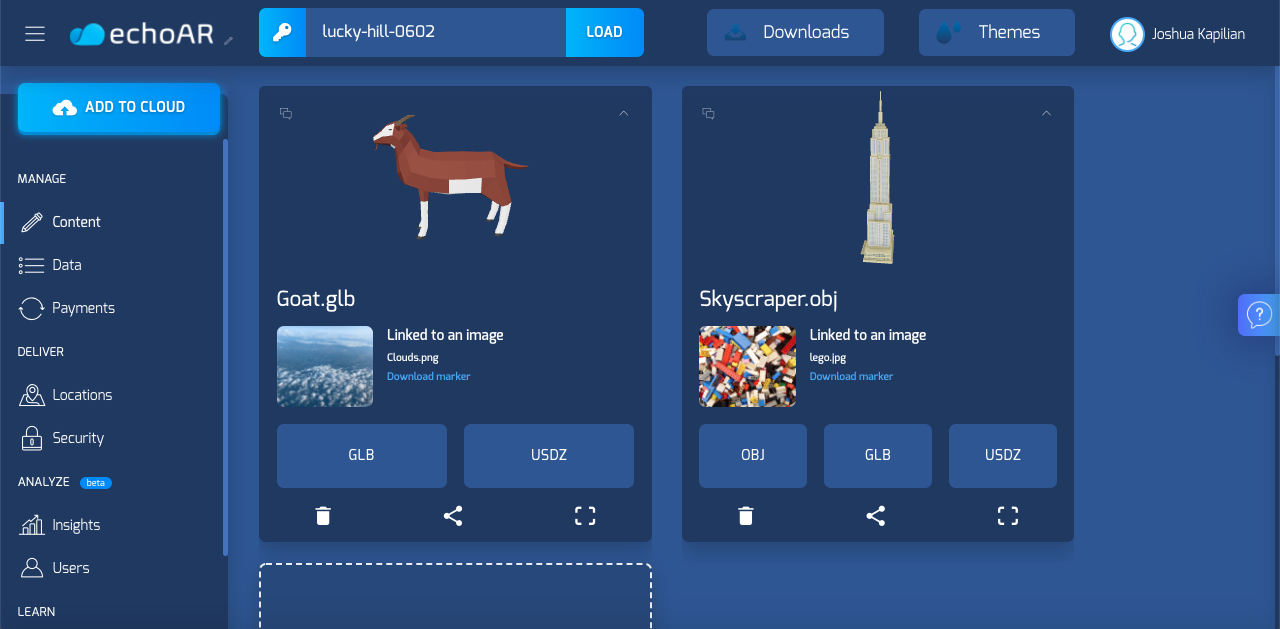 echoAR
lucky-hill-0602
LOAD
Downloads
Themes
Joshua Kapilian
ADD TO CLOUD
MANAGE
Content
Data
Payments
DELIVER
Locations
Security
ANALYZE beta
Insights
Users
LEARN
Goat.glb
Linked to an image
Clouds.png
Download marker
GLB
USDZ
Skyscraper.obj
Linked to an image
lego.jpg
Download marker
OBJ
GLB
USDZ